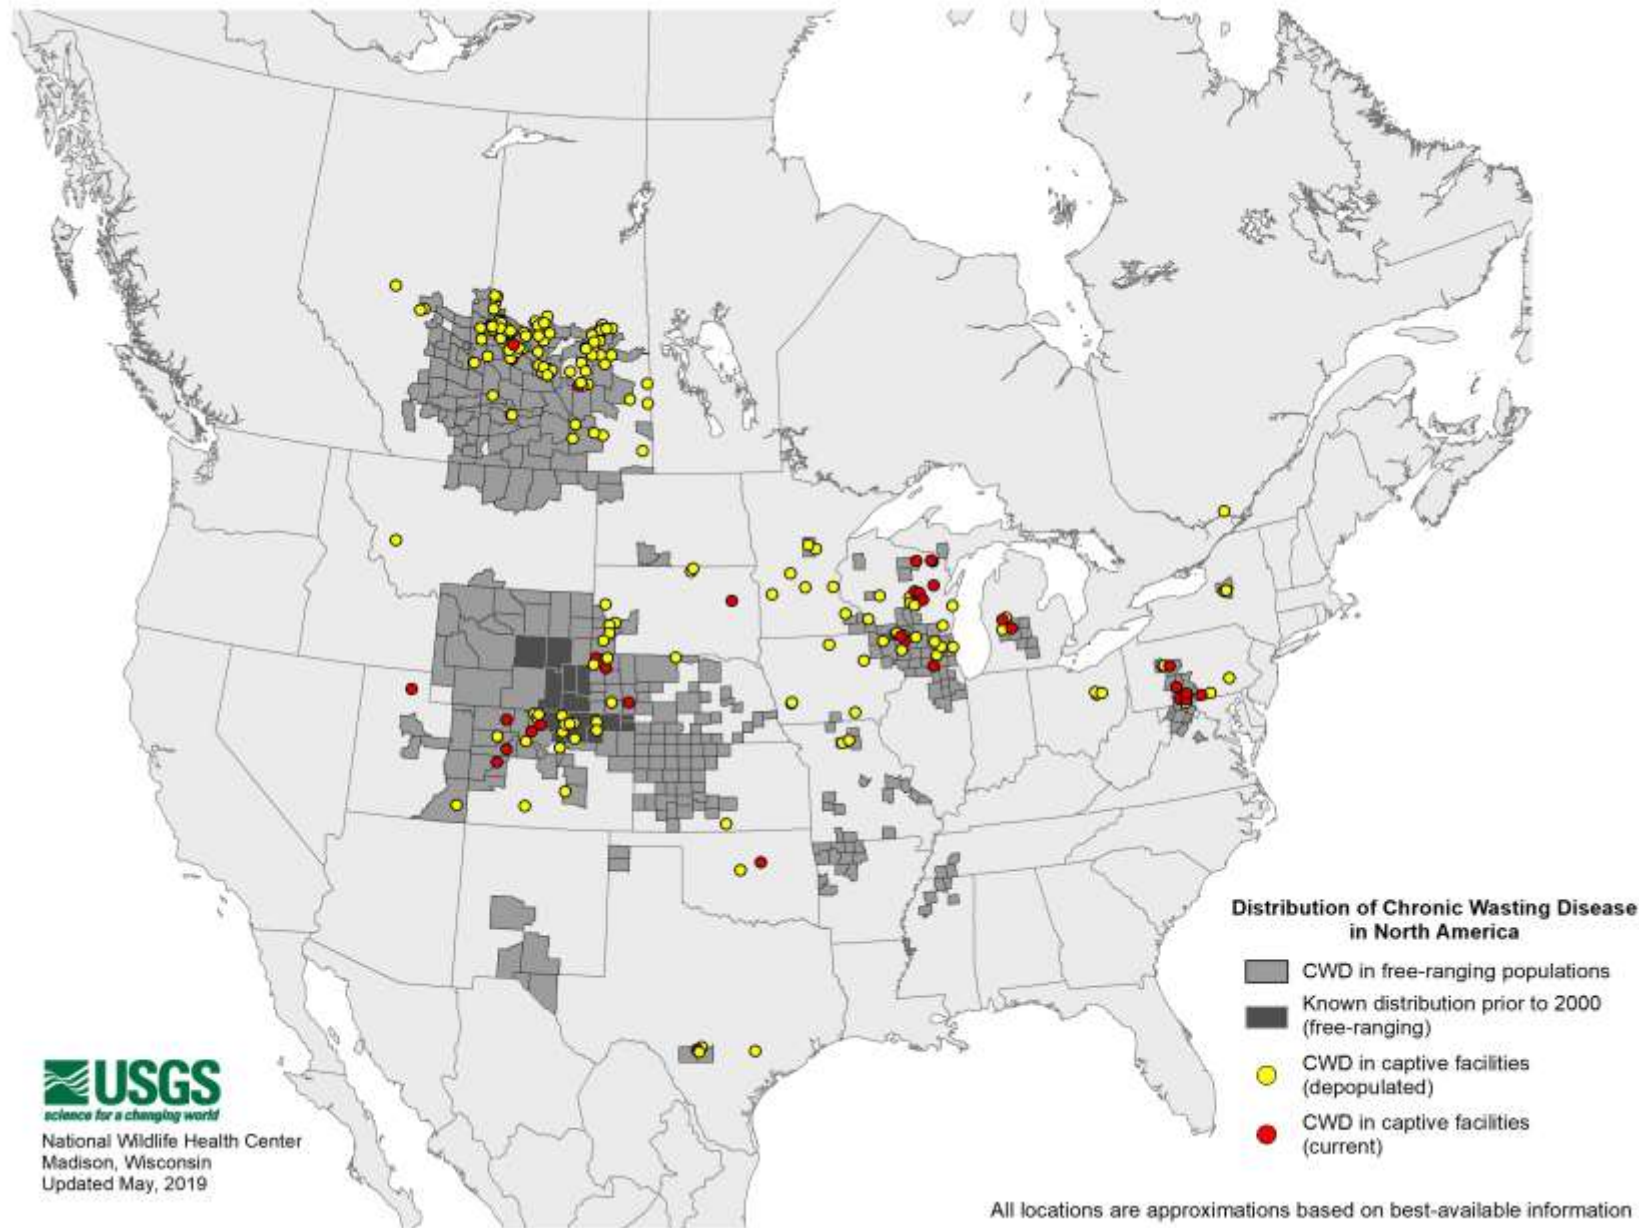 Distribution of Chronic Wasting Disease
in North America
CWD in free-ranging populations
Known distribution prior to 2000
(free-ranging)
CWD in captive facilities
(depopulated)
CWD in captive facilities
(current)
USGS
science for a changing world
National Wildlife Health Center
Madison, Wisconsin
Updated May, 2019
All locations are approximations based on best-available information